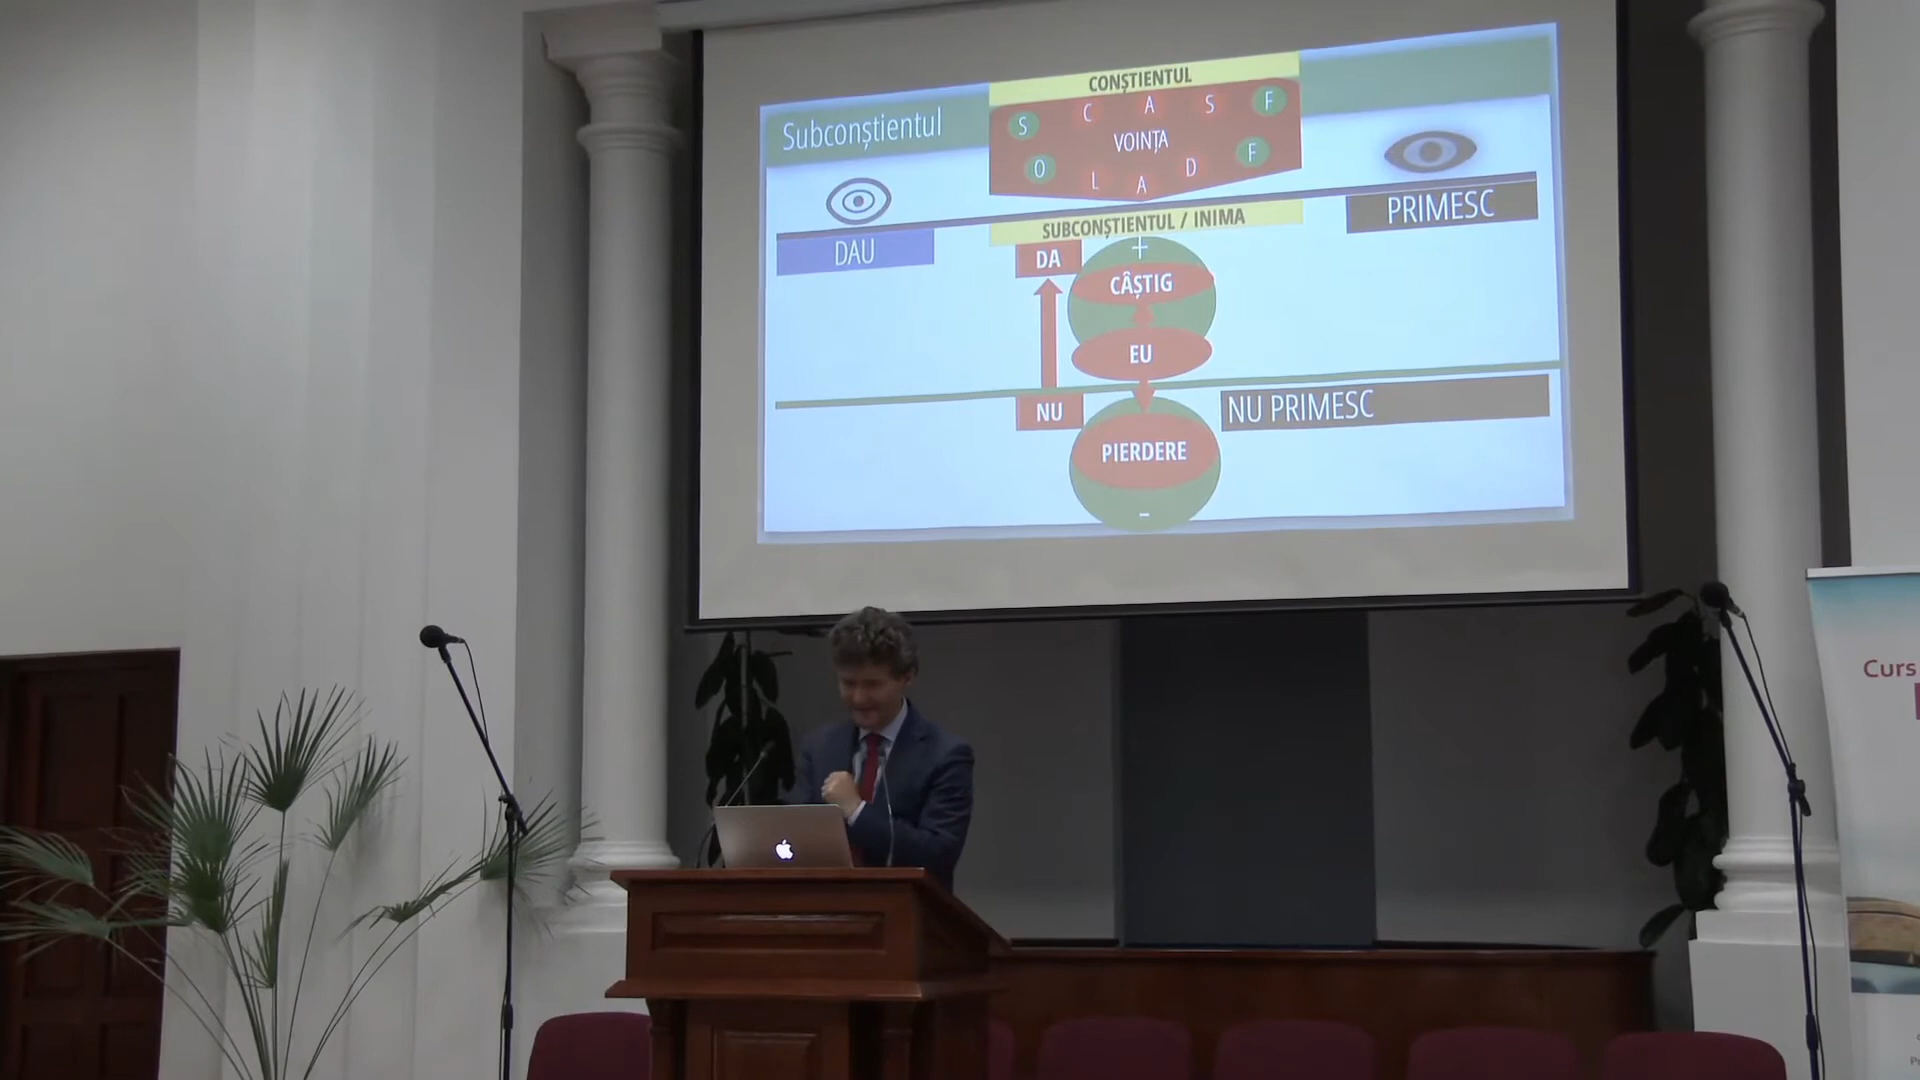 CONȘTIENTUL
Subconștientul
S C A S F
VOINȚA
O L A D F
PRIMESC
SUBCONȘTIENTUL / INIMA
DAU
DA
+
CÂȘTIG
EU
NU
NU PRIMESC
PIERDERE
-
Curs